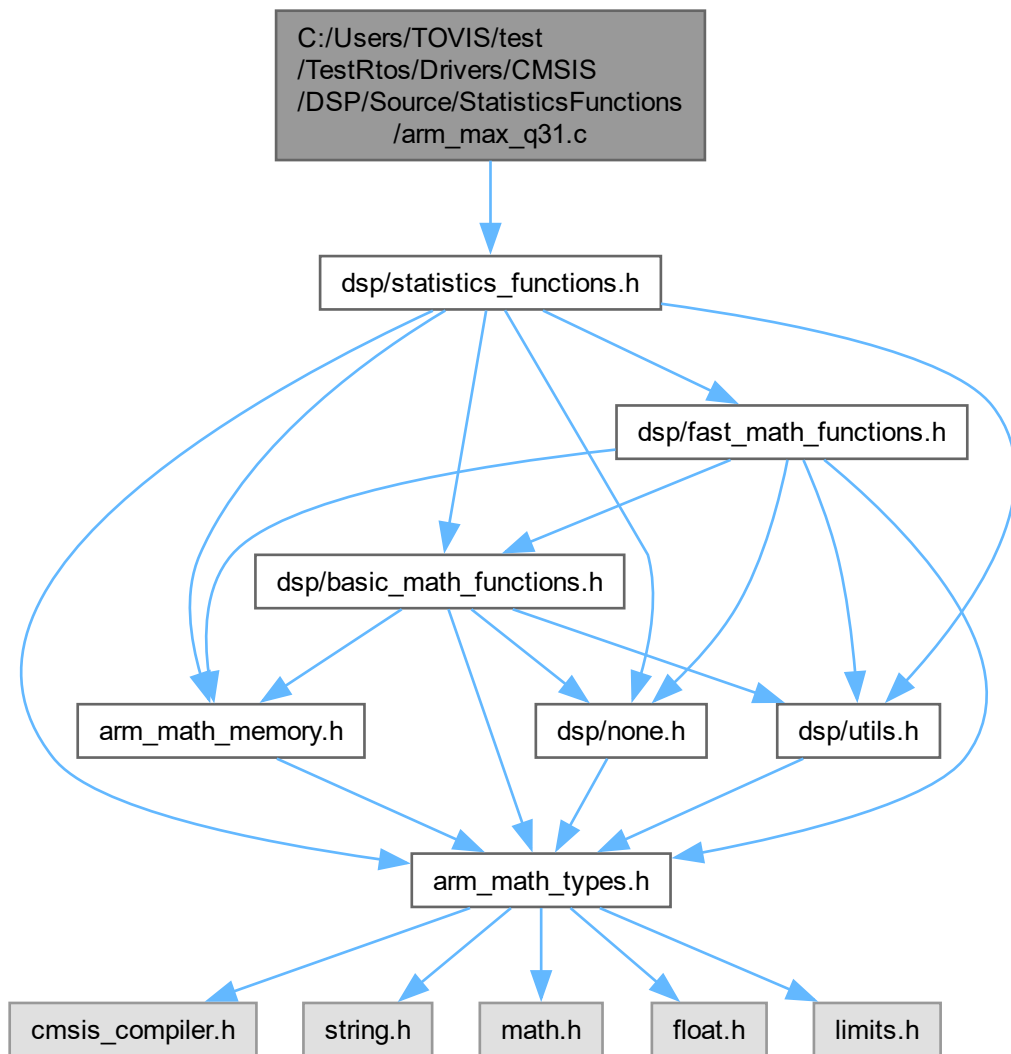 C:/Users/TOVIS/test
/TestRtos/Drivers/CMSIS
/DSP/Source/StatisticsFunctions
/arm_max_q31.c
dsp/statistics_functions.h
dsp/fast_math_functions.h
dsp/basic_math_functions.h
arm_math_memory.h
dsp/none.h
dsp/utils.h
arm_math_types.h
cmsis_compiler.h
string.h
math.h
float.h
limits.h